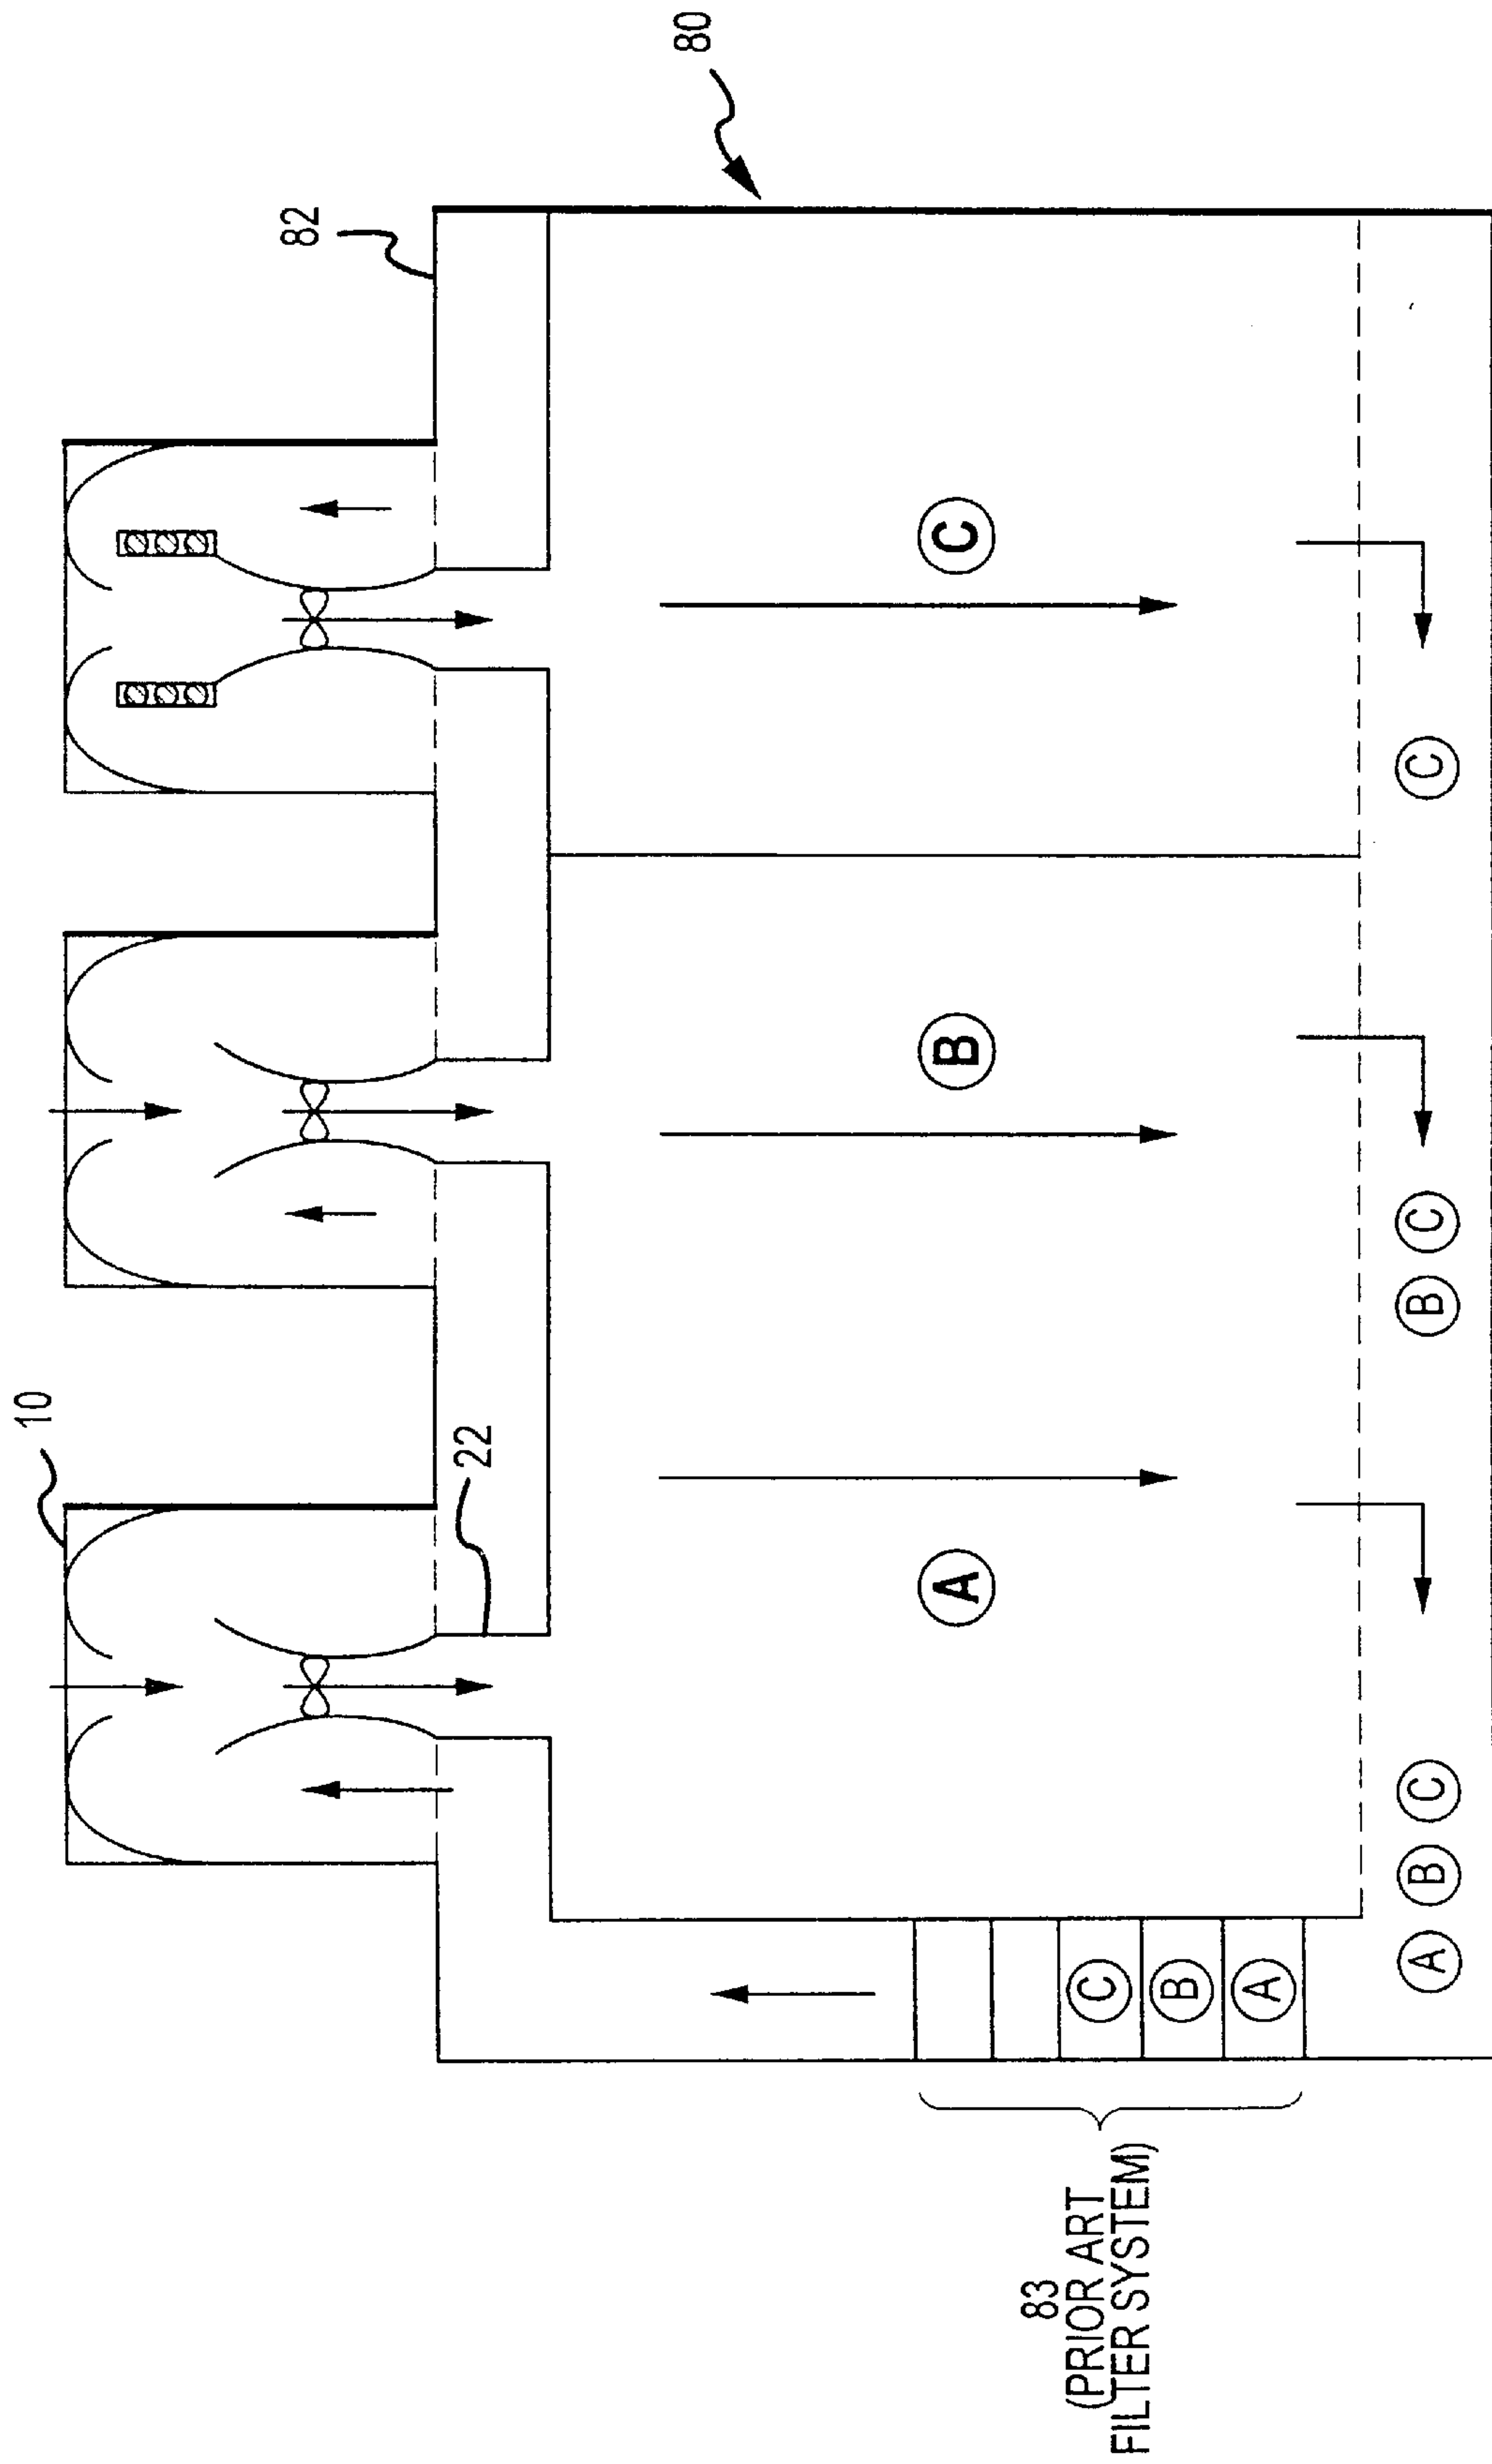 10
82
22
80
A
B
C
83
(PRIOR ART
FILTER SYSTEM)
C
B
A
A B C
B C
C